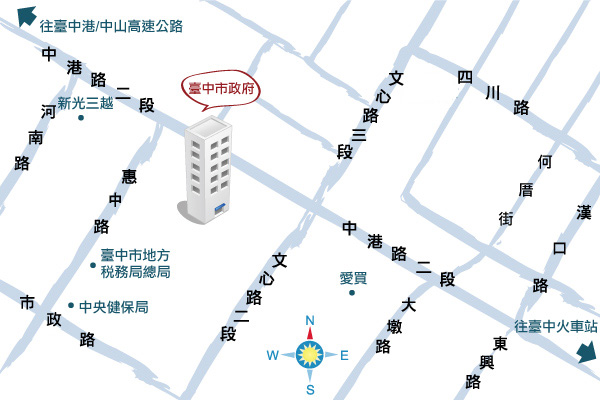 往臺中港/中山高速公路
中港路二段
新光三越
河南路
臺中市政府
文心路三段
四川路
何厝街
漢口路
惠中路
臺中市地方
稅務局總局
中央健保局
市政路
文心路二段
中港路二段
愛買
大墩路
東興路
往臺中火車站
N
W
E
S